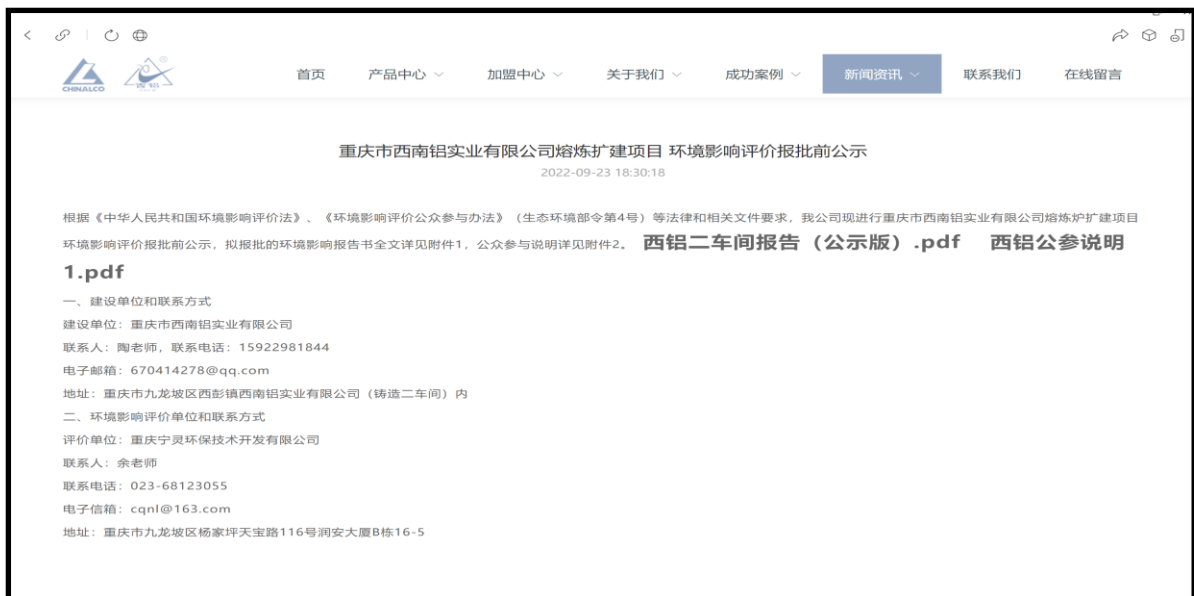 CHINALCO
西铝
首页 产品中心 加盟中心 关于我们 成功案例 新闻资讯 联系我们 在线留言
重庆市西南铝实业有限公司熔炼扩建项目 环境影响评价报批前公示
2022-09-23 18:30:18
根据《中华人民共和国环境影响评价法》、《环境影响评价公众参与办法》（生态环境部令第4号）等法律和相关文件要求，我公司现进行重庆市西南铝实业有限公司熔炼炉扩建项目
环境影响评价报批前公示，拟报批的环境影响报告书全文详见附件1，公众参与说明详见附件2。 西铝二车间报告（公示版）.pdf 西铝公参说明
1.pdf
一、建设单位和联系方式
建设单位：重庆市西南铝实业有限公司
联系人：陶老师，联系电话：15922981844
电子邮箱：670414278@qq.com
地址：重庆市九龙坡区西彭镇西南铝实业有限公司（铸造二车间）内
二、环境影响评价单位和联系方式
评价单位：重庆宁灵环保技术开发有限公司
联系人：余老师
联系电话：023-68123055
电子信箱：cqnl@163.com
地址：重庆市九龙坡区杨家坪天宝路116号润安大厦B栋16-5